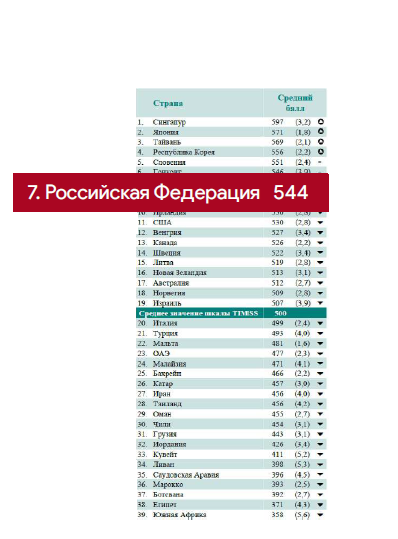 Страна Средний балл
1. Сингапур 597 (3,2)
2. Япония 571 (1,8)
3. Тайвань 569 (2,1)
4. Республика Корея 556 (2,2)
5. Словения 551 (2,4) -
6. Гонконг 546 (3,9)
7. Российская Федерация 544
10. Ирландия 530 (2,8)
11. США 530 (2,8)
12. Венгрия 527 (3,4)
13. Канада 526 (2,2)
14. Швеция 522 (3,4)
15. Литва 519 (2,8)
16. Новая Зеландия 513 (3,1)
17. Австралия 512 (2,7)
18. Норвегия 509 (2,8)
19. Израиль 507 (3,9)
Среднее значение шкалы TIMSS 500
20. Италия 499 (2,4)
21. Турция 493 (4,0)
22. Мальта 481 (1,6)
23. ОАЭ 477 (2,3)
24. Малайзия 471 (4,1)
25. Бахрейн 466 (2,2)
26. Катар 457 (3,0)
27. Иран 456 (4,0)
28. Таиланд 456 (4,2)
29. Оман 455 (2,7)
30. Чили 454 (3,1)
31. Грузия 443 (3,1)
32. Иордания 426 (3,4)
33. Кувейт 411 (5,2)
34. Ливан 398 (5,3)
35. Саудовская Аравия 396 (4,5)
36. Марокко 393 (2,5)
37. Ботсвана 392 (2,7)
38. Египет 371 (4,3)
39. Южная Африка 358 (5,6)